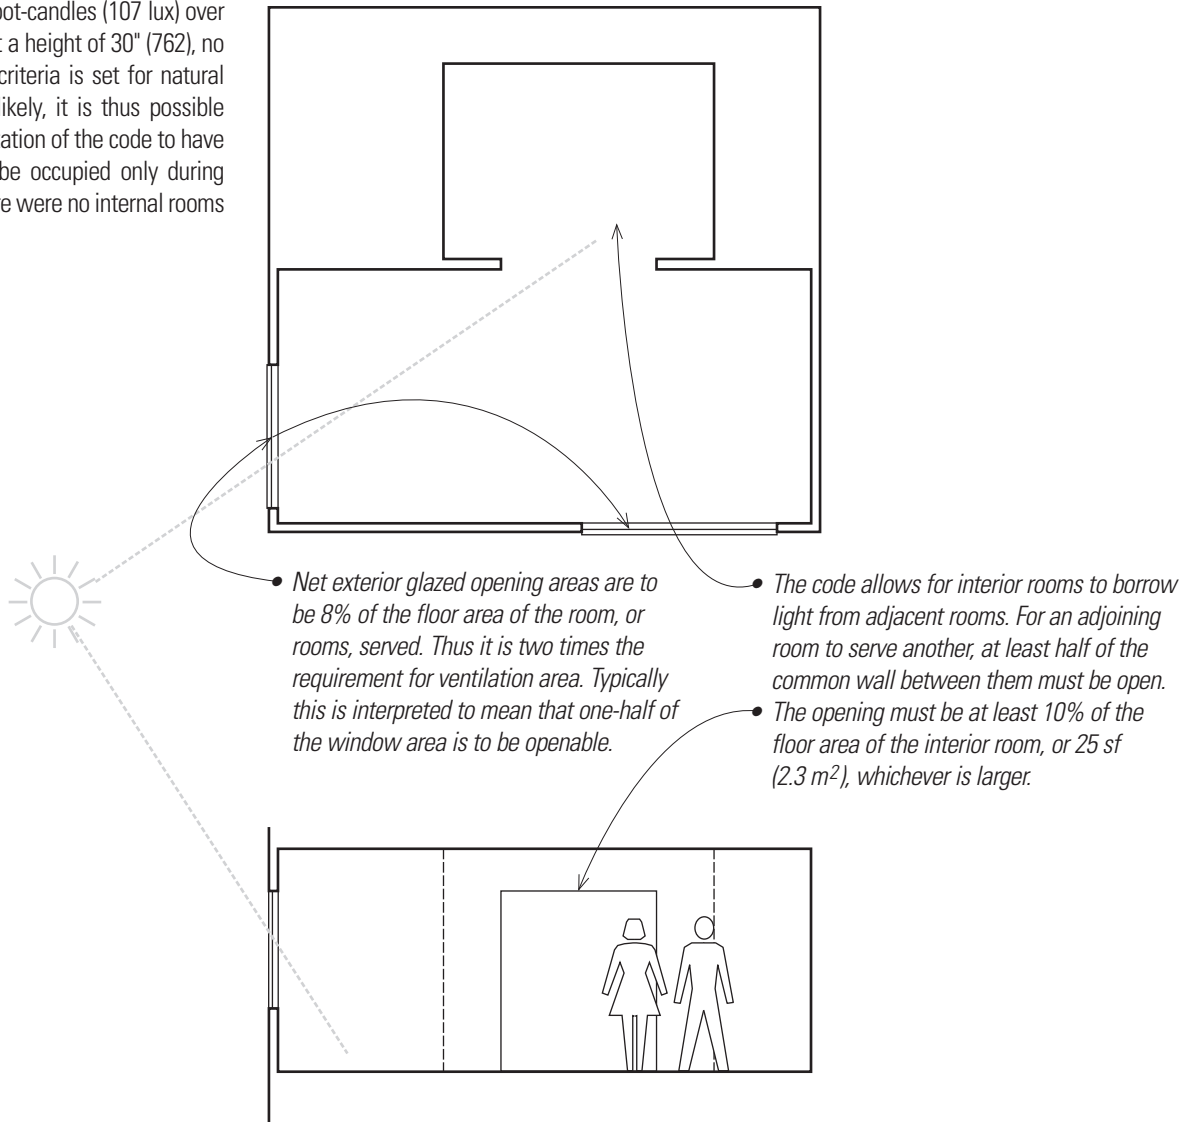 oot-candles (107 lux) over
t a height of 30" (762), no
criteria is set for natural
likely, it is thus possible
ation of the code to have
be occupied only during
re were no internal rooms
• Net exterior glazed opening areas are to
be 8% of the floor area of the room, or
rooms, served. Thus it is two times the
requirement for ventilation area. Typically
this is interpreted to mean that one-half of
the window area is to be openable.
• The code allows for interior rooms to borrow
light from adjacent rooms. For an adjoining
room to serve another, at least half of the
common wall between them must be open.
• The opening must be at least 10% of the
floor area of the interior room, or 25 sf
(2.3 m²), whichever is larger.